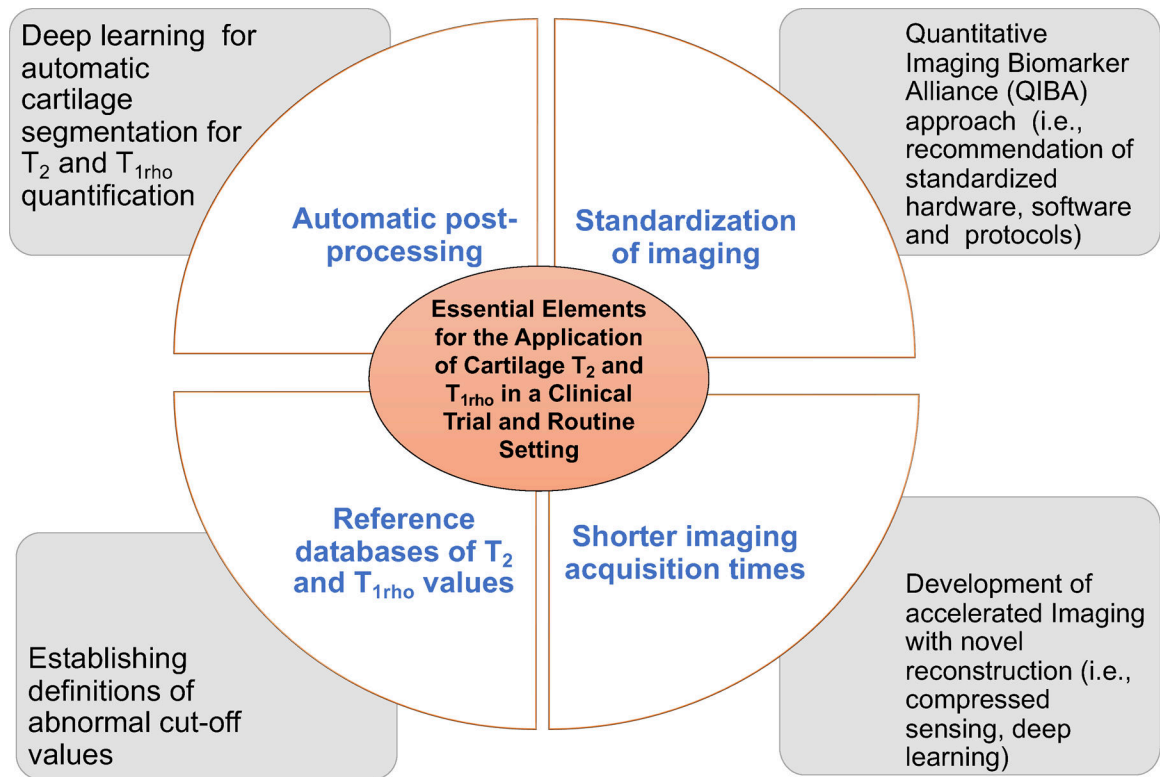 Deep learning for
automatic
cartilage
segmentation for
T2 and T1rho
quantification
Automatic post-
processing
Quantitative
Imaging Biomarker
Alliance (QIBA)
approach (i.e.,
recommendation of
standardized
hardware, software
and protocols)
Standardization
of imaging
Essential Elements
for the Application
of Cartilage T2 and
T1rho in a Clinical
Trial and Routine
Setting
Reference
databases of T2
and T1rho values
Establishing
definitions of
abnormal cut-off
values
Shorter imaging
acquisition times
Development of
accelerated Imaging
with novel
reconstruction (i.e.,
compressed
sensing, deep
learning)